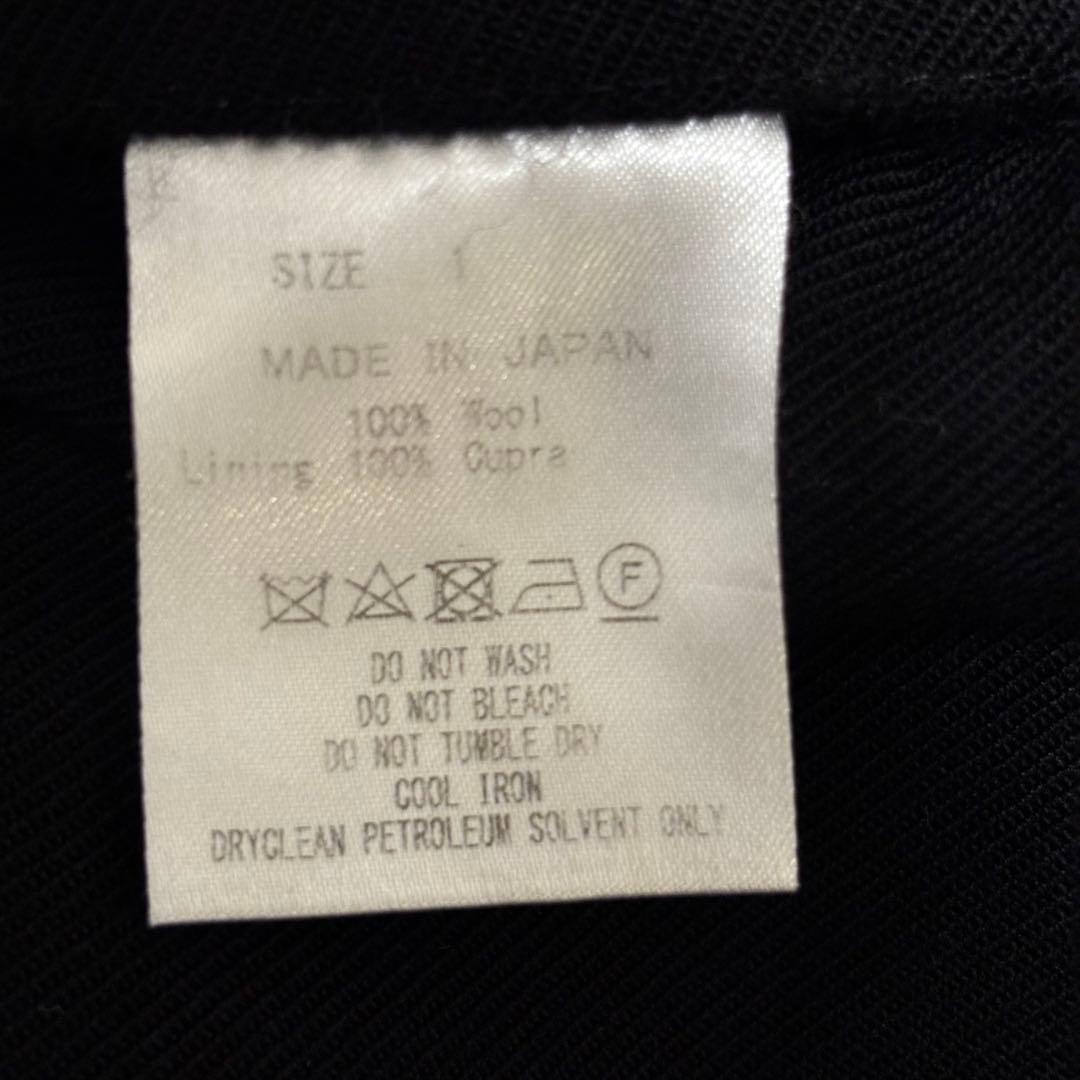 SIZE 1
MADE IN JAPAN
100% Wool
Lining 100% Cupra
F
DO NOT WASH
DO NOT BLEACH
DO NOT TUMBLE DRY
COOL IRON
DRYCLEAN PETROLEUM SOLVENT ONLY